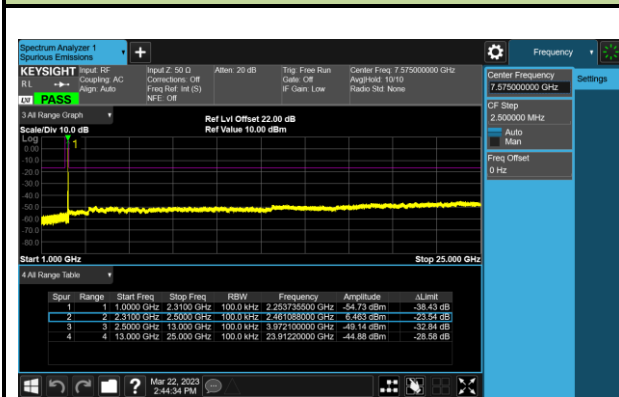 Spectrum Analyzer 1
Spurious Emissions
+
Frequency
KEYSIGHT Input: RF Input Z: 50 Ω Atten: 20 dB Trig: Free Run Center Freq: 7.575000000 GHz
R L Coupling: AC Corrections: Off Gate: Off Avg|Hold: 10/10
Align: Auto Freq Ref: Int (S) IF Gain: Low Radio Std: None
NFE: Off
LXI PASS
Center Frequency
7.575000000 GHz
Settings
CF Step
2.500000 MHz
Auto
Man
Freq Offset
0 Hz
3 All Range Graph
Ref Lvl Offset 22.00 dB
Scale/Div 10.0 dB Ref Value 10.00 dBm
Log
1
0.00
-10.0
-20.0
-30.0
-40.0
-50.0
-60.0
-70.0
-80.0
Start 1.000 GHz Stop 25.000 GHz
4 All Range Table
Spur Range Start Freq Stop Freq RBW Frequency Amplitude ΔLimit
1 1 1.0000 GHz 2.3100 GHz 100.0 kHz 2.253735500 GHz -54.73 dBm -38.43 dB
2 2 2.3100 GHz 2.5000 GHz 100.0 kHz 2.461088000 GHz 6.463 dBm -23.54 dB
3 3 2.5000 GHz 13.000 GHz 100.0 kHz 3.972100000 GHz -49.14 dBm -32.84 dB
4 4 13.000 GHz 25.000 GHz 100.0 kHz 23.91220000 GHz -44.88 dBm -28.58 dB
?
Mar 22, 2023
2:44:34 PM